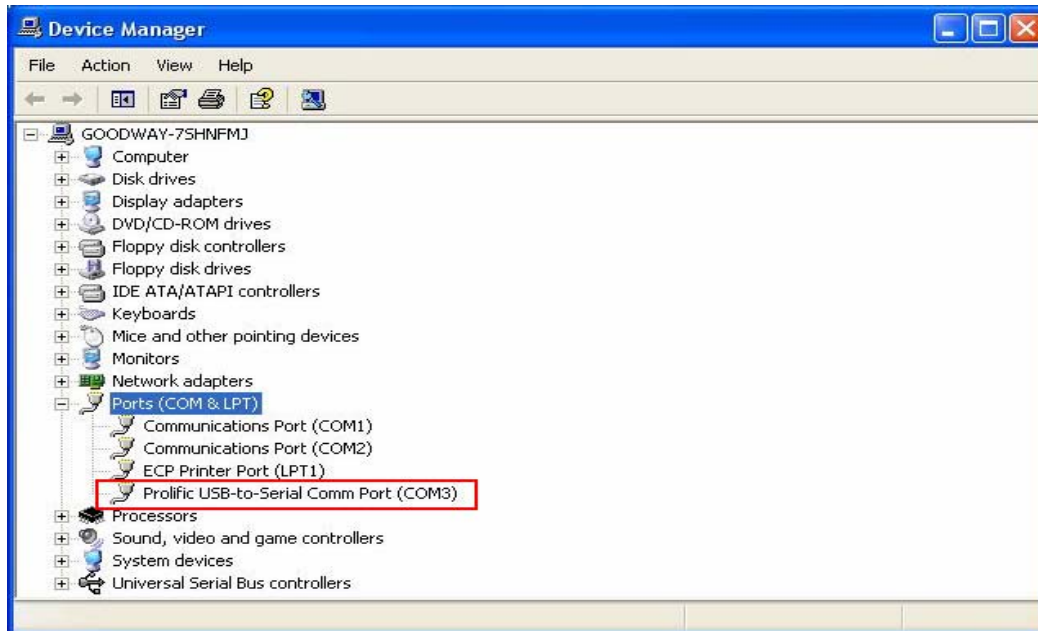 Device Manager
File Action View Help
GOODWAY-7SHNFMJ
Computer
Disk drives
Display adapters
DVD/CD-ROM drives
Floppy disk controllers
Floppy disk drives
IDE ATA/ATAPI controllers
Keyboards
Mice and other pointing devices
Monitors
Network adapters
Ports (COM & LPT)
Communications Port (COM1)
Communications Port (COM2)
ECP Printer Port (LPT1)
Prolific USB-to-Serial Comm Port (COM3)
Processors
Sound, video and game controllers
System devices
Universal Serial Bus controllers